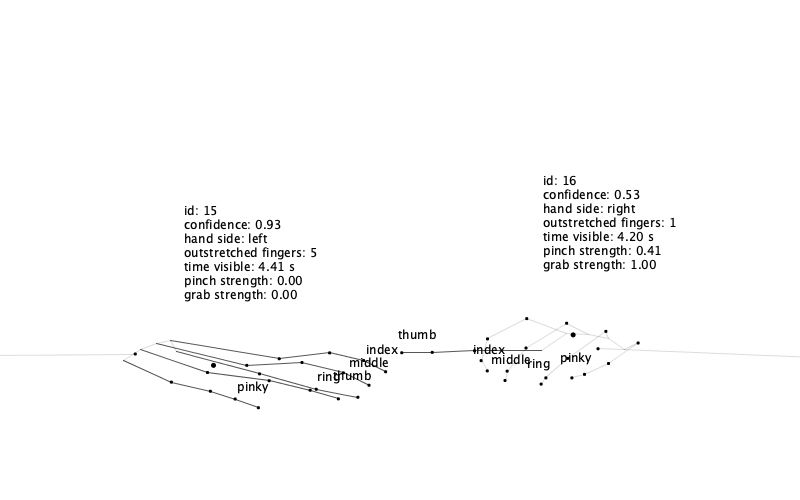 id: 15
confidence: 0.93
hand side: left
outstretched fingers: 5
time visible: 4.41 s
pinch strength: 0.00
grab strength: 0.00
id: 16
confidence: 0.53
hand side: right
outstretched fingers: 1
time visible: 4.20 s
pinch strength: 0.41
grab strength: 1.00
index
middle
ring
thumb
pinky
thumb
index
middle
ring
pinky